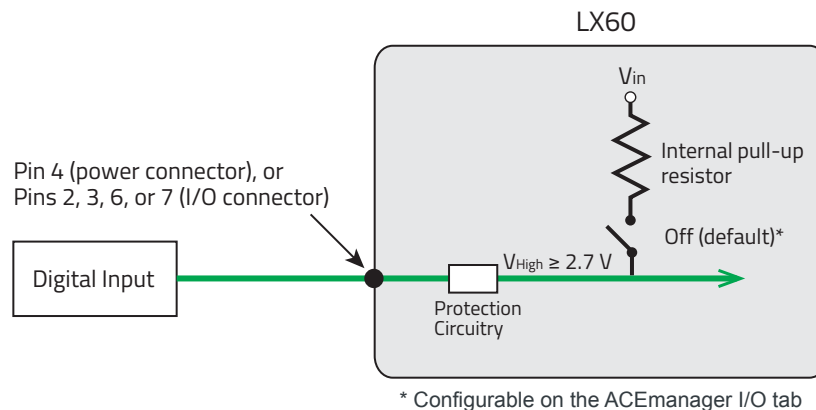 LX60
Vin
Internal pull-up
resistor
Pin 4 (power connector), or
Pins 2, 3, 6, or 7 (I/O connector)
Off (default)*
VHigh ≥ 2.7 V
Digital Input
Protection
Circuitry
* Configurable on the ACEmanager I/O tab